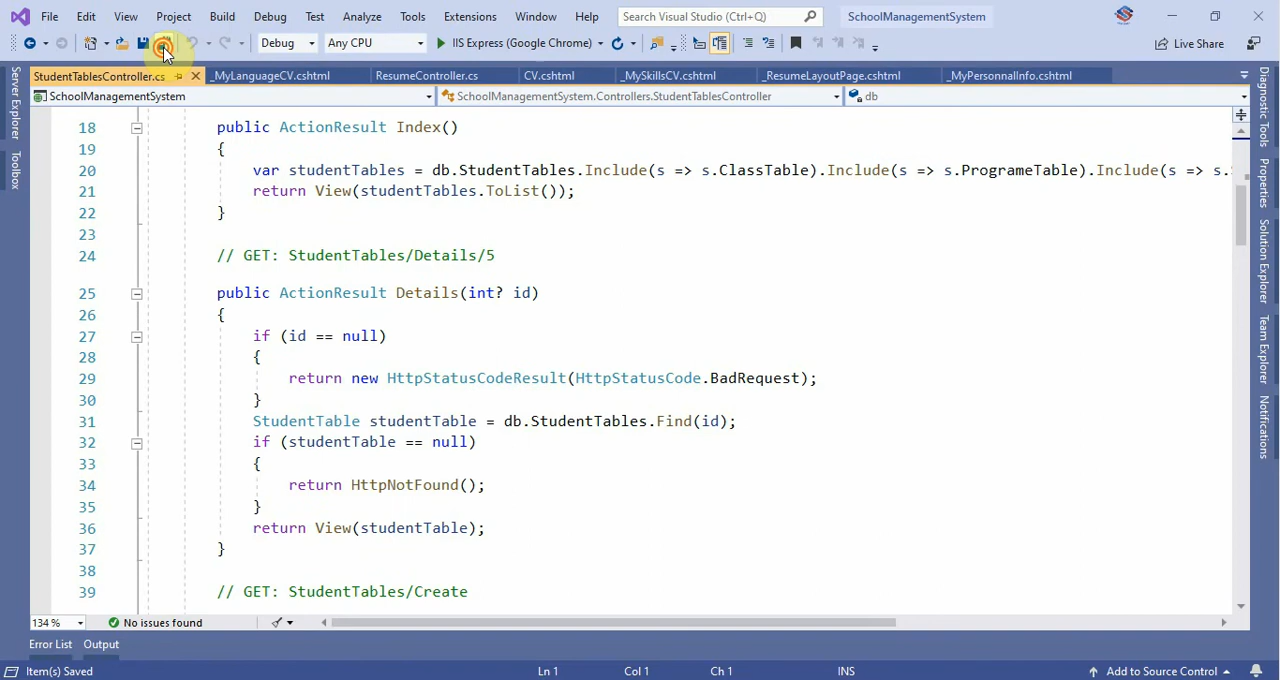 File Edit View Project Build Debug Test Analyze Tools Extensions Window Help Search Visual Studio (Ctrl+Q) SchoolManagementSystem
Debug Any CPU IIS Express (Google Chrome) Live Share
StudentTablesController.cs _MyLanguageCV.cshtml ResumeController.cs CV.cshtml _MySkillsCV.cshtml _ResumeLayoutPage.cshtml _MyPersonnalInfo.cshtml
SchoolManagementSystem SchoolManagementSystem.Controllers.StudentTablesController db
18 public ActionResult Index()
19 {
20 var studentTables = db.StudentTables.Include(s => s.ClassTable).Include(s => s.ProgrameTable).Include(s => s.
21 return View(studentTables.ToList());
22 }
23
24 // GET: StudentTables/Details/5
25 public ActionResult Details(int? id)
26 {
27 if (id == null)
28 {
29 return new HttpStatusCodeResult(HttpStatusCode.BadRequest);
30 }
31 StudentTable studentTable = db.StudentTables.Find(id);
32 if (studentTable == null)
33 {
34 return HttpNotFound();
35 }
36 return View(studentTable);
37 }
38
39 // GET: StudentTables/Create
134 % No issues found
Error List Output
Item(s) Saved Ln 1 Col 1 Ch 1 INS Add to Source Control
Server Explorer
Toolbox
Diagnostic Tools
Properties
Solution Explorer
Team Explorer
Notifications